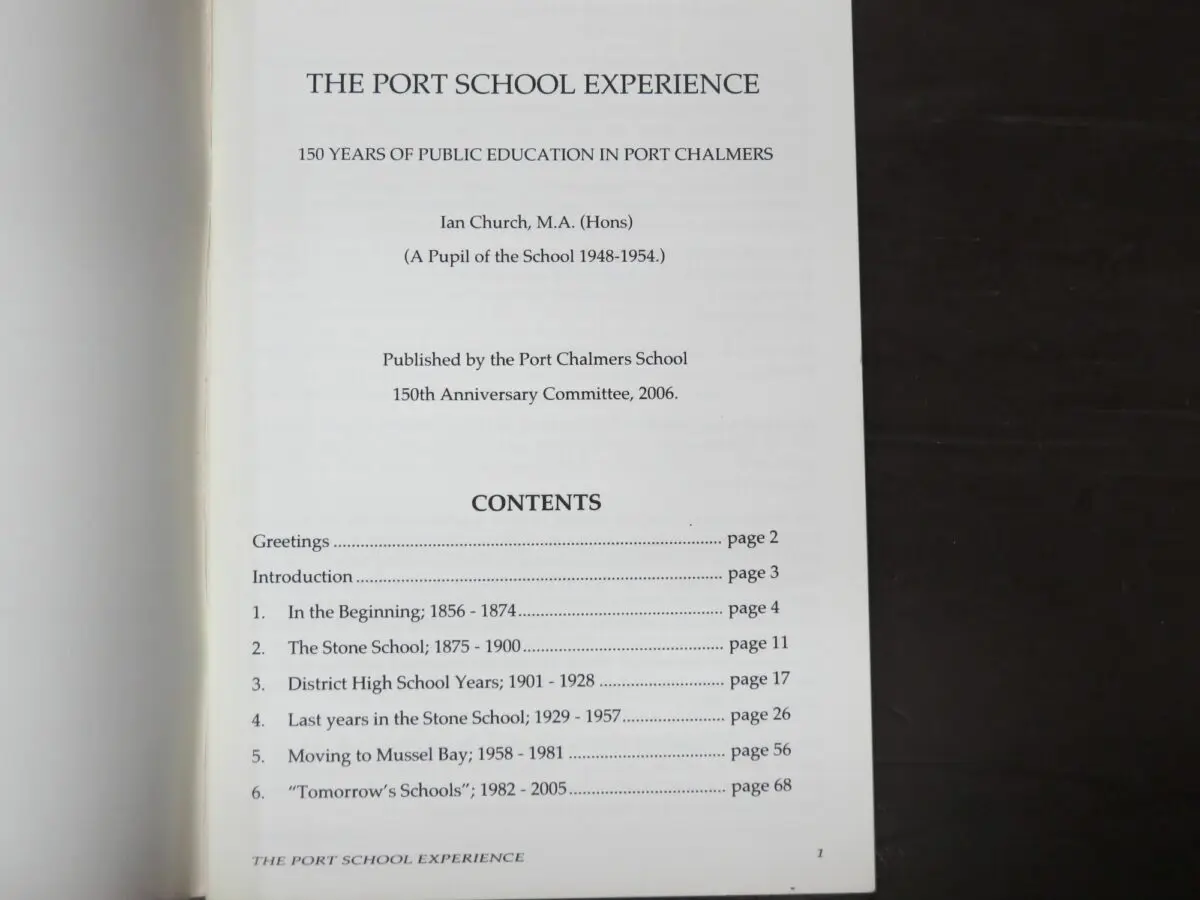 THE PORT SCHOOL EXPERIENCE
150 YEARS OF PUBLIC EDUCATION IN PORT CHALMERS
Ian Church, M.A. (Hons)
(A Pupil of the School 1948-1954.)
Published by the Port Chalmers School
150th Anniversary Committee, 2006.
CONTENTS
Greetings ........................................ page 2
Introduction ........................................ page 3
1. In the Beginning; 1856 - 1874........................................ page 4
2. The Stone School; 1875 - 1900........................................ page 11
3. District High School Years; 1901 - 1928 ........................................ page 17
4. Last years in the Stone School; 1929 - 1957........................................ page 26
5. Moving to Mussel Bay; 1958 - 1981 ........................................ page 56
6. "Tomorrow's Schools"; 1982 - 2005........................................ page 68
THE PORT SCHOOL EXPERIENCE 1